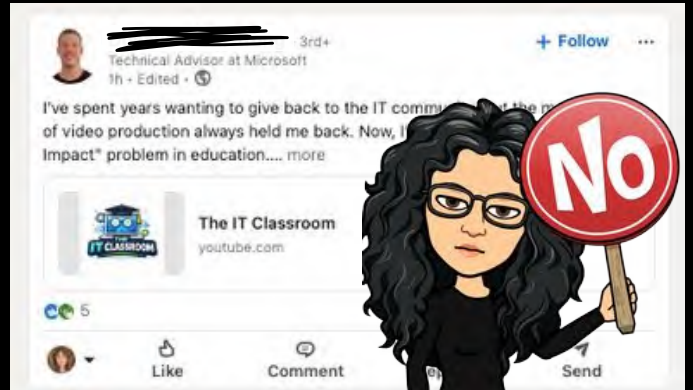 3rd+
+ Follow ...
Technical Advisor at Microsoft
1h • Edited •
I've spent years wanting to give back to the IT the
of video production always held me back. Now,
Impact" problem in education.... more
No
THE
IT CLASSROOM
The IT Classroom
youtube.com
5
Like
Comment
Send